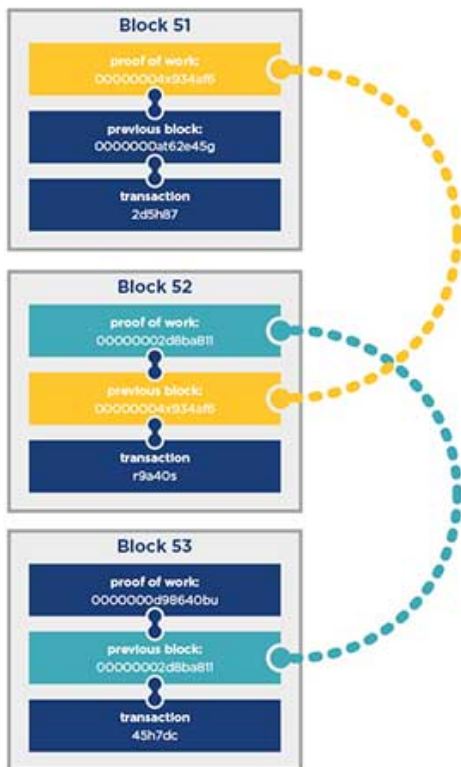 Block 51
proof of work:
00000004x934af6
previous block:
0000000at62e45g
transaction
2d5h87
Block 52
proof of work:
00000002d8ba811
previous block:
00000004x934af6
transaction
r9a40s
Block 53
proof of work:
0000000d98640bu
previous block:
00000002d8ba811
transaction
45h7dc